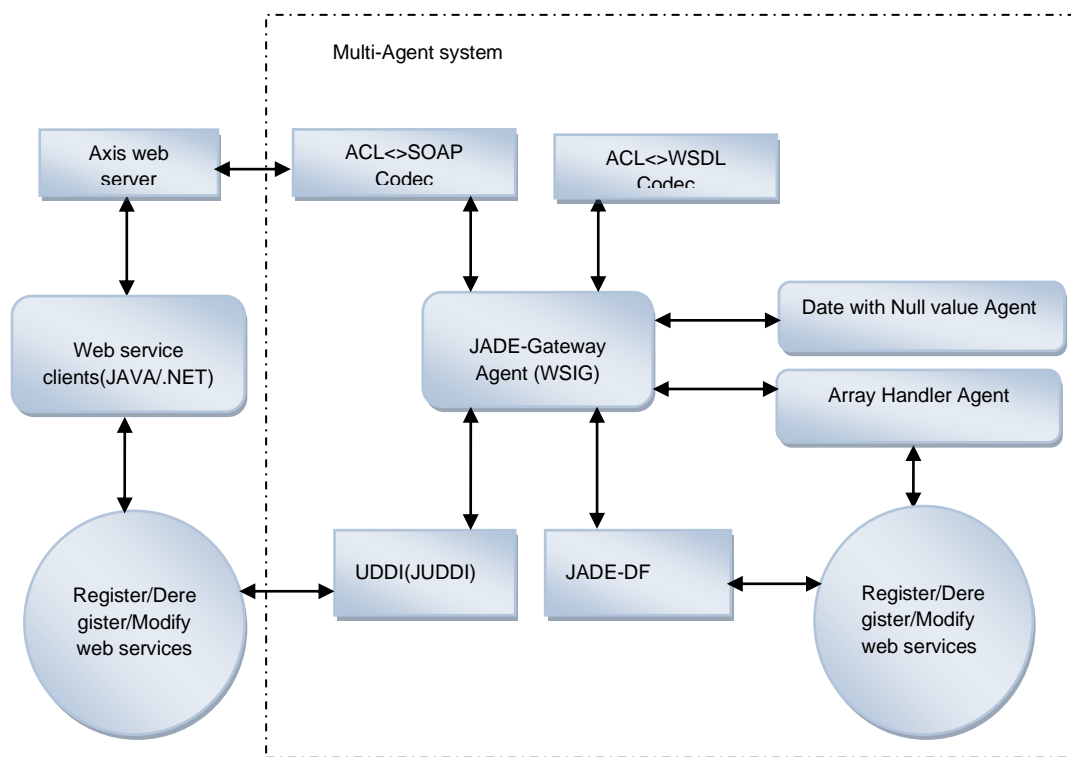 Multi-Agent system
Axis web
server
ACL<>SOAP
Codec
ACL<>WSDL
Codec
Web service
clients(JAVA/.NET)
JADE-Gateway
Agent (WSIG)
Date with Null value Agent
Array Handler Agent
Register/Dere
gister/Modify
web services
UDDI(JUDDI)
JADE-DF
Register/Dere
gister/Modify
web services